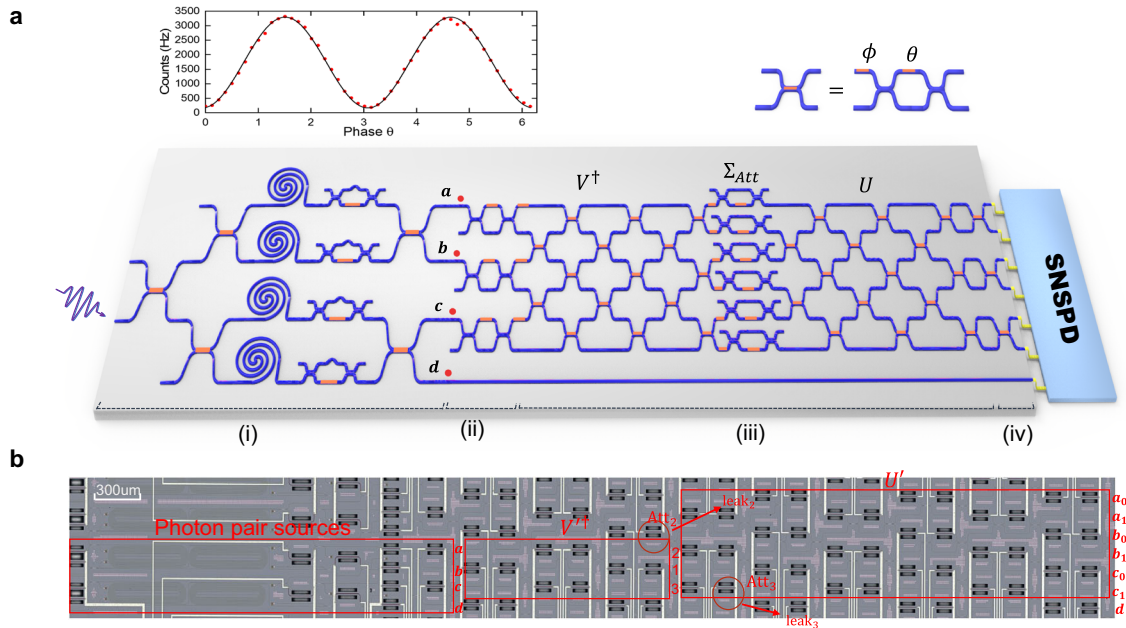 a
3500
3000
2500
2000
1500
1000
500
0
Counts (Hz)
0 1 2 3 4 5 6
Phase θ
ϕ θ
=
a
b
c
d
V†
Σ_Att
U
SNSPD
(i) (ii) (iii) (iv)
b
300um
Photon pair sources
a
b
c
d
V'†
Att₂
leak₂
2
1
3
Att₃
leak₃
U'
a₀
a₁
b₀
b₁
c₀
c₁
d